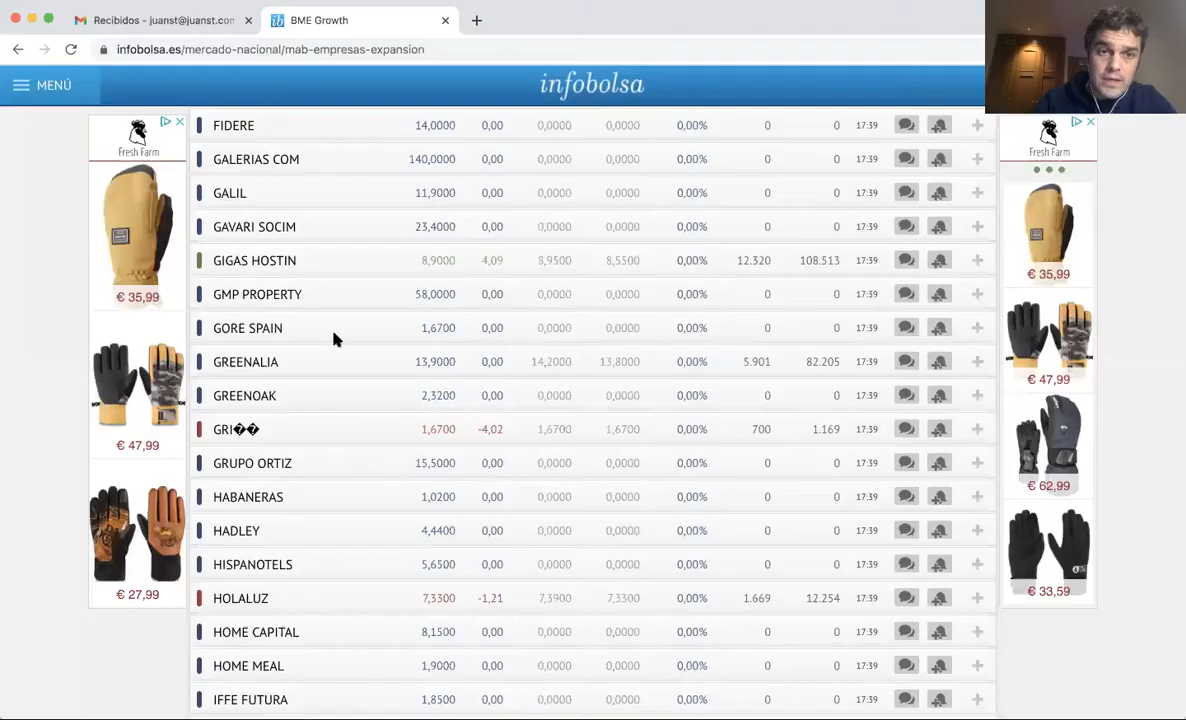 Recibidos - juanst@juanst.com
BME Growth
infobolsa.es/mercado-nacional/mab-empresas-expansion
MENÚ
infobolsa
FIDERE 14,0000 0,00 0,0000 0,0000 0,00% 0 0 17:39
GALERIAS COM 140,0000 0,00 0,0000 0,0000 0,00% 0 0 17:39
GALIL 11,9000 0,00 0,0000 0,0000 0,00% 0 0 17:39
GAVARI SOCIM 23,4000 0,00 0,0000 0,0000 0,00% 0 0 17:39
GIGAS HOSTIN 8,9000 4,09 8,9500 8,5500 0,00% 12.320 108.513 17:39
GMP PROPERTY 58,0000 0,00 0,0000 0,0000 0,00% 0 0 17:39
GORE SPAIN 1,6700 0,00 0,0000 0,0000 0,00% 0 0 17:39
GREENALIA 13,9000 0,00 14,2000 13,8000 0,00% 5.901 82.205 17:39
GREENOAK 2,3200 0,00 0,0000 0,0000 0,00% 0 0 17:39
GRI�� 1,6700 -4,02 1,6700 1,6700 0,00% 700 1.169 17:39
GRUPO ORTIZ 15,5000 0,00 0,0000 0,0000 0,00% 0 0 17:39
HABANERAS 1,0200 0,00 0,0000 0,0000 0,00% 0 0 17:39
HADLEY 4,4400 0,00 0,0000 0,0000 0,00% 0 0 17:39
HISPANOTELS 5,6500 0,00 0,0000 0,0000 0,00% 0 0 17:39
HOLALUZ 7,3300 -1,21 7,3900 7,3300 0,00% 1.669 12.254 17:39
HOME CAPITAL 8,1500 0,00 0,0000 0,0000 0,00% 0 0 17:39
HOME MEAL 1,9000 0,00 0,0000 0,0000 0,00% 0 0 17:39
IFFE FUTURA 1,8500 0,00 0,0000 0,0000 0,00% 0 0 17:39
Fresh Farm
€ 35,99
€ 47,99
€ 27,99
Fresh Farm
€ 35,99
€ 47,99
€ 62,99
€ 33,59